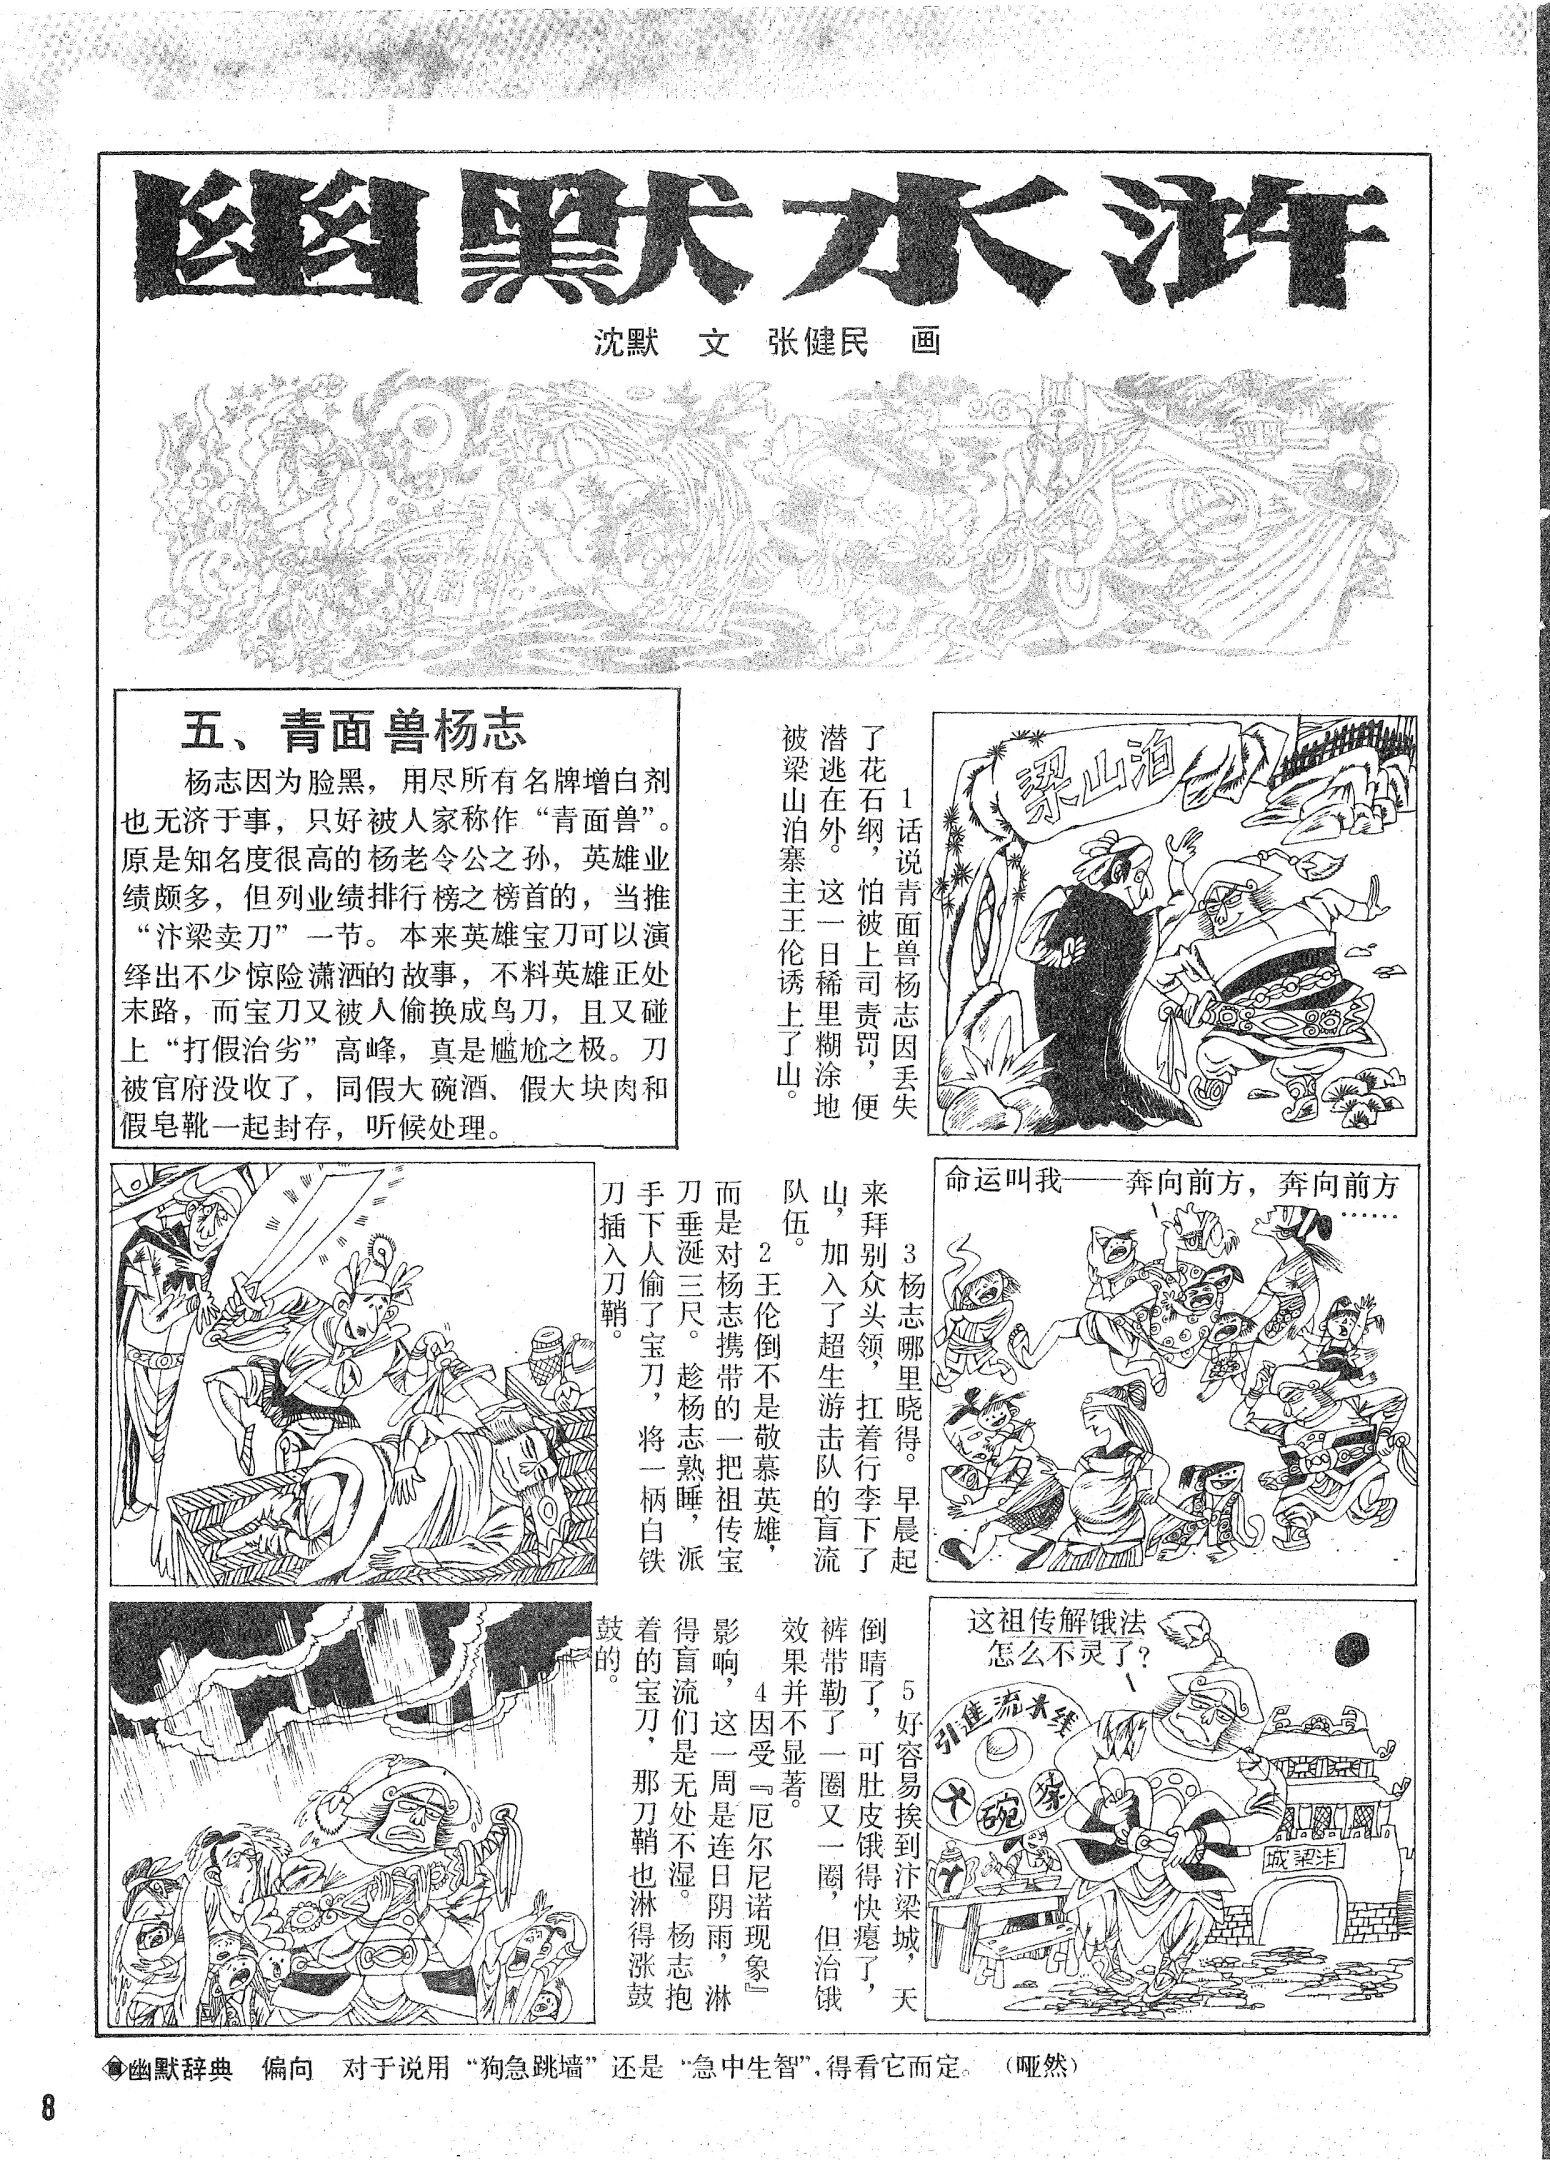 幽默水浒
沈默 文 张健民 画
五、青面兽杨志
杨志因为脸黑，用尽所有名牌增白剂
也无济于事，只好被人家称作“青面兽”。
原是知名度很高的杨老令公之孙，英雄业
绩颇多，但列业绩排行榜之榜首的，当推
“汴梁卖刀”一节。本来英雄宝刀可以演
绎出不少惊险潇洒的故事，不料英雄正处
末路，而宝刀又被人偷换成鸟刀，且又碰
上“打假治劣”高峰，真是尴尬之极。刀
被官府没收了，同假大碗酒、假大块肉和
假皂靴一起封存，听候处理。
梁山泊
1话说青面兽杨志因丢失
了花石纲，怕被上司责罚，便
潜逃在外。这一日稀里糊涂地
被梁山泊寨主王伦诱上了山。
2王伦倒不是敬慕英雄，
而是对杨志携带的一把祖传宝
刀垂涎三尺。趁杨志熟睡，派
手下人偷了宝刀，将一柄白铁
刀插入刀鞘。
命运叫我——奔向前方，奔向前方
……
3杨志哪里晓得。早晨起
来拜别众头领，扛着行李下了
山，加入了超生游击队的盲流
队伍。
4因受『厄尔尼诺现象』
影响，这一周是连日阴雨，淋
得盲流们是无处不湿。杨志抱
着的宝刀，那刀鞘也淋得涨鼓
鼓的。
5好容易挨到汴梁城，天
倒晴了，可肚皮饿得快瘪了，
裤带勒了一圈又一圈，但治饿
效果并不显著。
这祖传解饿法
怎么不灵了？
引進流水线
大碗茶
汴梁城
幽默辞典 偏向 对于说用“狗急跳墙”还是“急中生智”，得看它而定。（哑然）
8